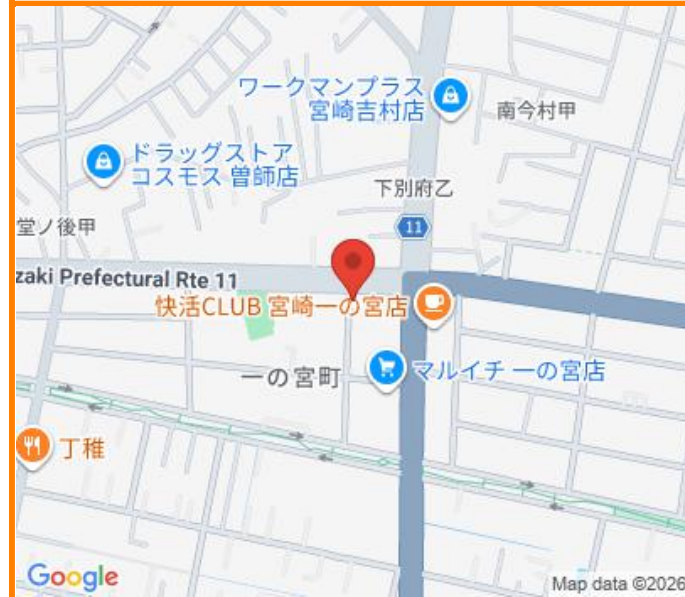 ワークマンプラス
宮崎吉村店
南今村甲
ドラッグストア
コスモス 曽師店
下別府乙
堂ノ後甲
11
zaki Prefectural Rte 11
快活CLUB 宮崎一の宮店
一の宮町
マルイチ 一の宮店
丁稚
Google
Map data ©2026